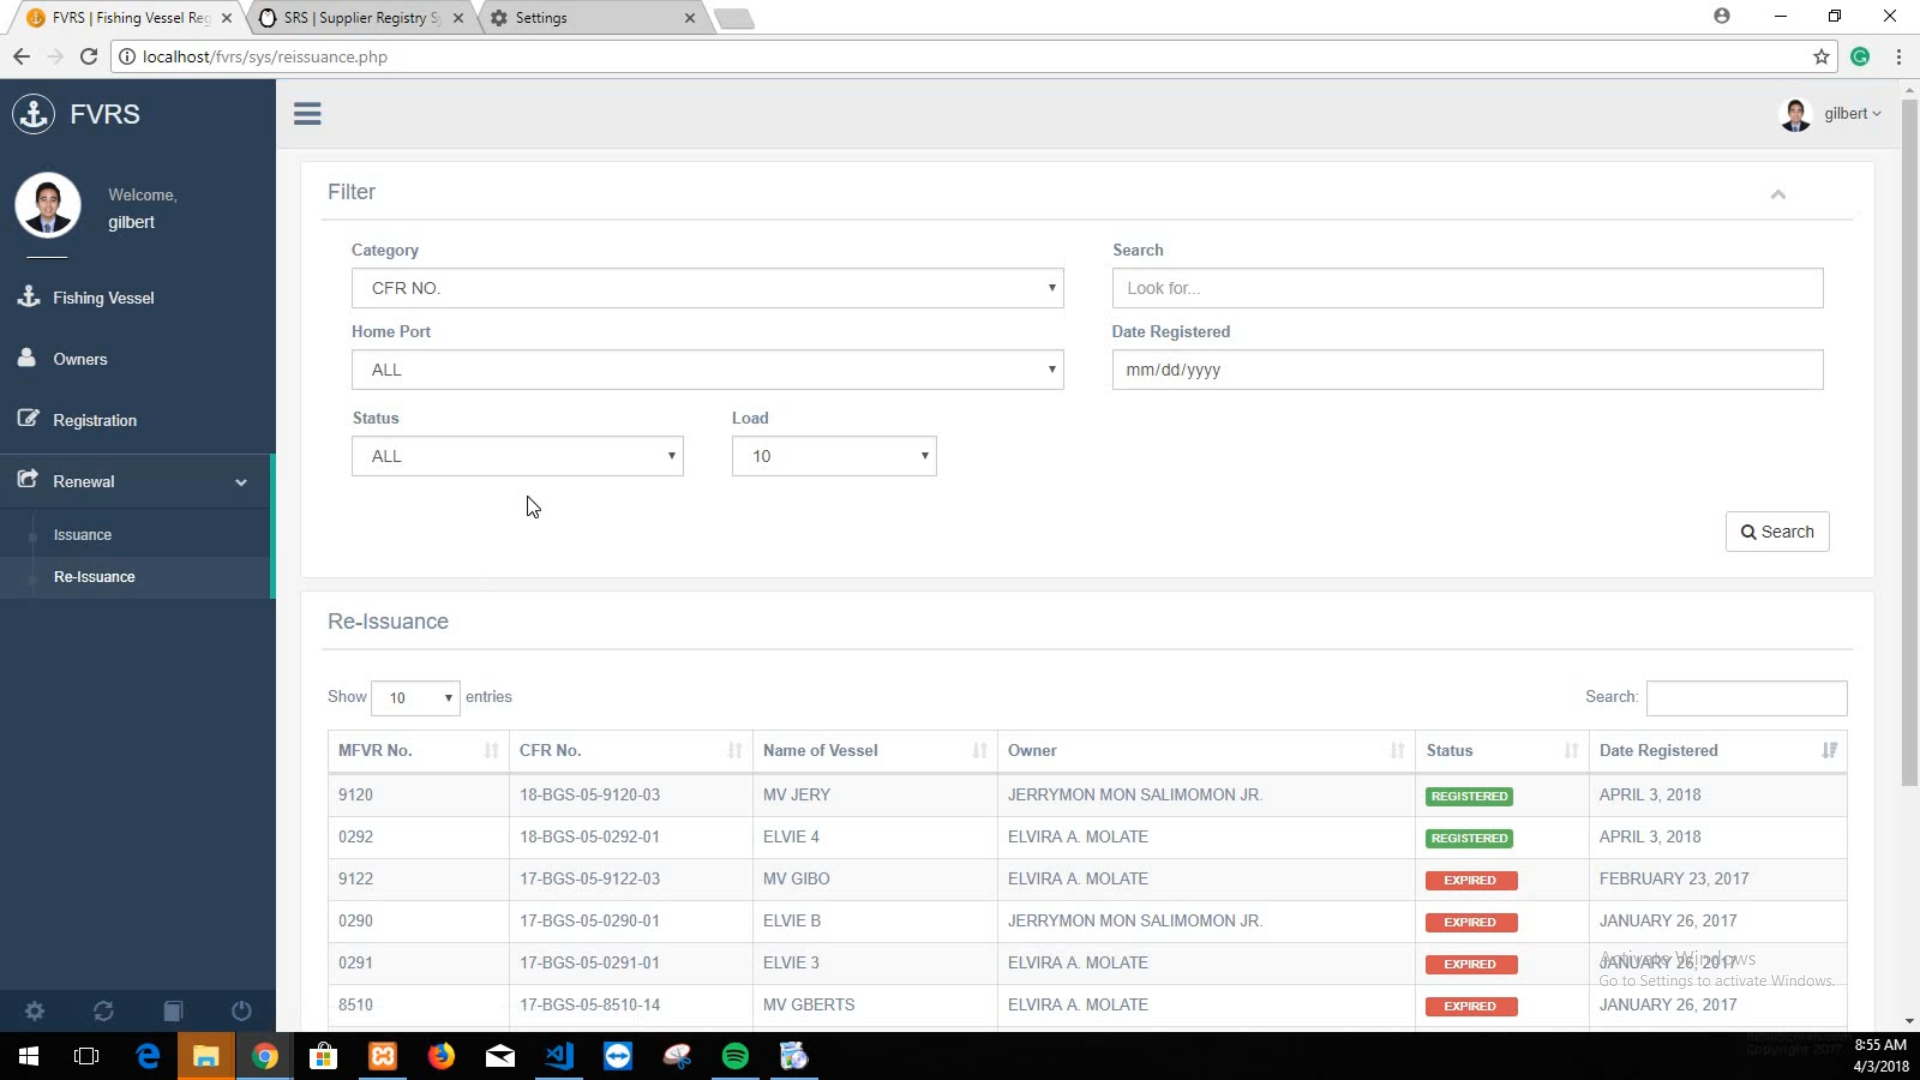 FVRS | Fishing Vessel Reg
SRS | Supplier Registry S
Settings
localhost/fvrs/sys/reissuance.php
FVRS
gilbert
Welcome,
gilbert
Fishing Vessel
Owners
Registration
Renewal
Issuance
Re-Issuance
Filter
Category
Search
CFR NO.
Look for...
Home Port
Date Registered
ALL
mm/dd/yyyy
Status
Load
ALL
10
Search
Re-Issuance
Show 10 entries
Search:
MFVR No. CFR No. Name of Vessel Owner Status Date Registered
9120 18-BGS-05-9120-03 MV JERY JERRYMON MON SALIMOMON JR. REGISTERED APRIL 3, 2018
0292 18-BGS-05-0292-01 ELVIE 4 ELVIRA A. MOLATE REGISTERED APRIL 3, 2018
9122 17-BGS-05-9122-03 MV GIBO ELVIRA A. MOLATE EXPIRED FEBRUARY 23, 2017
0290 17-BGS-05-0290-01 ELVIE B JERRYMON MON SALIMOMON JR. EXPIRED JANUARY 26, 2017
0291 17-BGS-05-0291-01 ELVIE 3 ELVIRA A. MOLATE EXPIRED JANUARY 26, 2017
Activate Windows
Go to Settings to activate Windows.
8510 17-BGS-05-8510-14 MV GBERTS ELVIRA A. MOLATE EXPIRED JANUARY 26, 2017
Copyright 2017
8:55 AM
4/3/2018